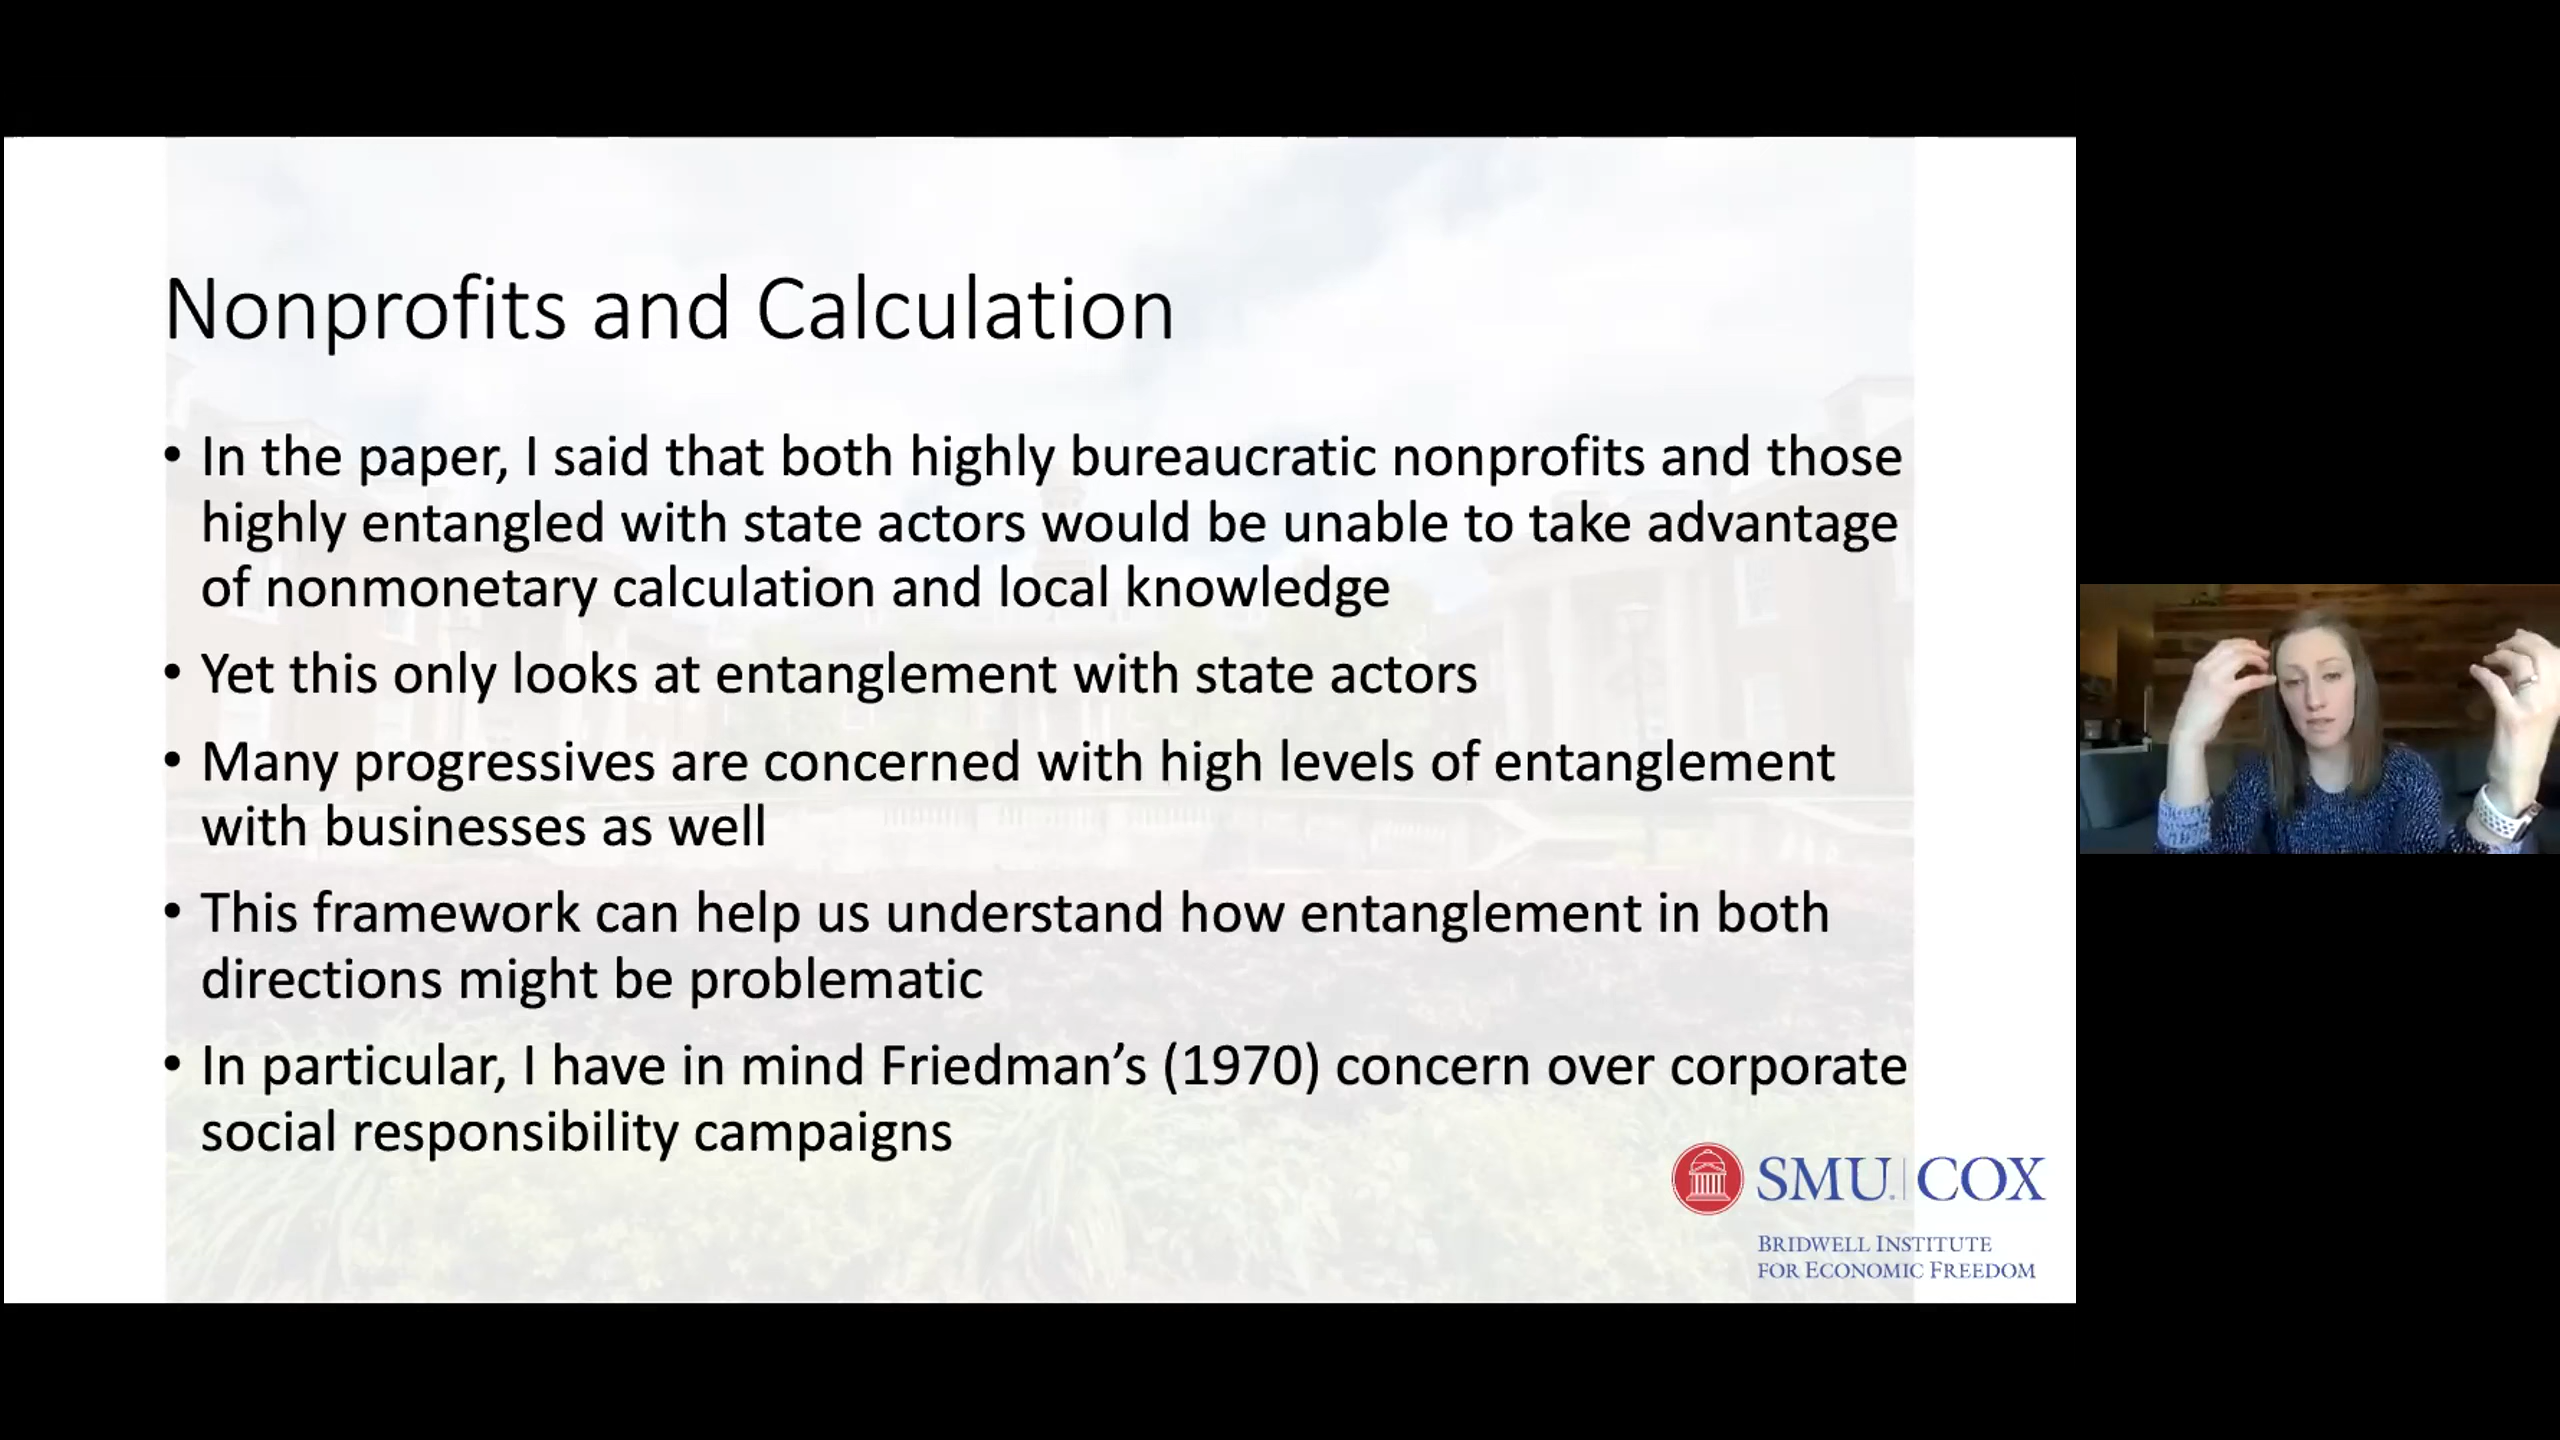 Nonprofits and Calculation
• In the paper, I said that both highly bureaucratic nonprofits and those
highly entangled with state actors would be unable to take advantage
of nonmonetary calculation and local knowledge
• Yet this only looks at entanglement with state actors
• Many progressives are concerned with high levels of entanglement
with businesses as well
• This framework can help us understand how entanglement in both
directions might be problematic
• In particular, I have in mind Friedman’s (1970) concern over corporate
social responsibility campaigns
SMU | COX
BRIDWELL INSTITUTE
FOR ECONOMIC FREEDOM